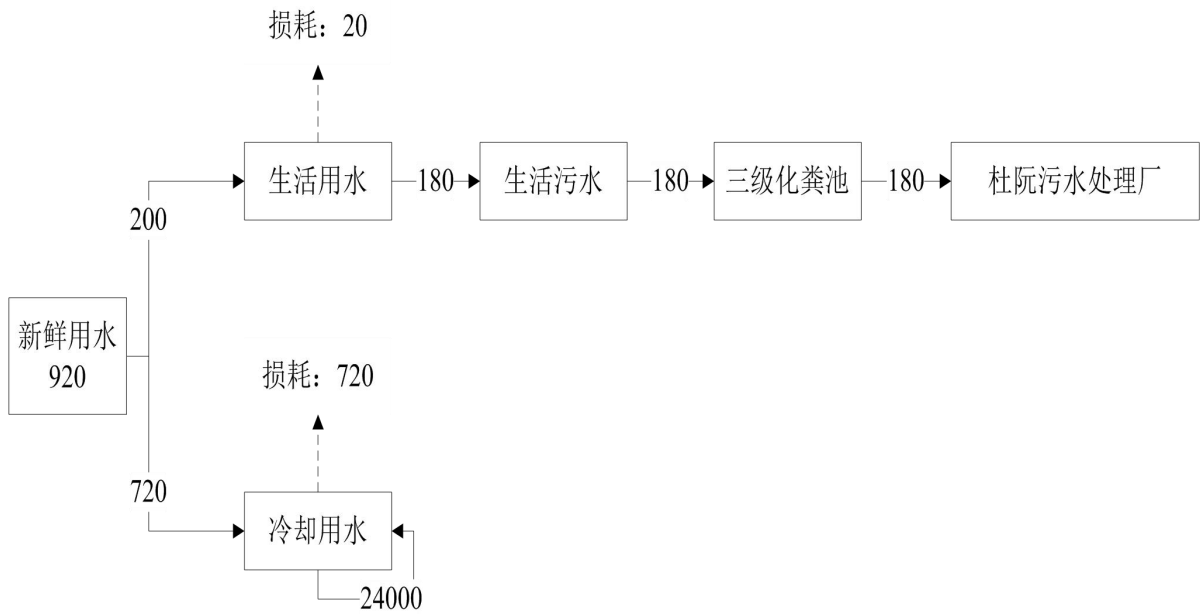 损耗：20
生活用水
180
生活污水
180
三级化粪池
180
杜阮污水处理厂
200
新鲜用水
920
损耗：720
720
冷却用水
24000